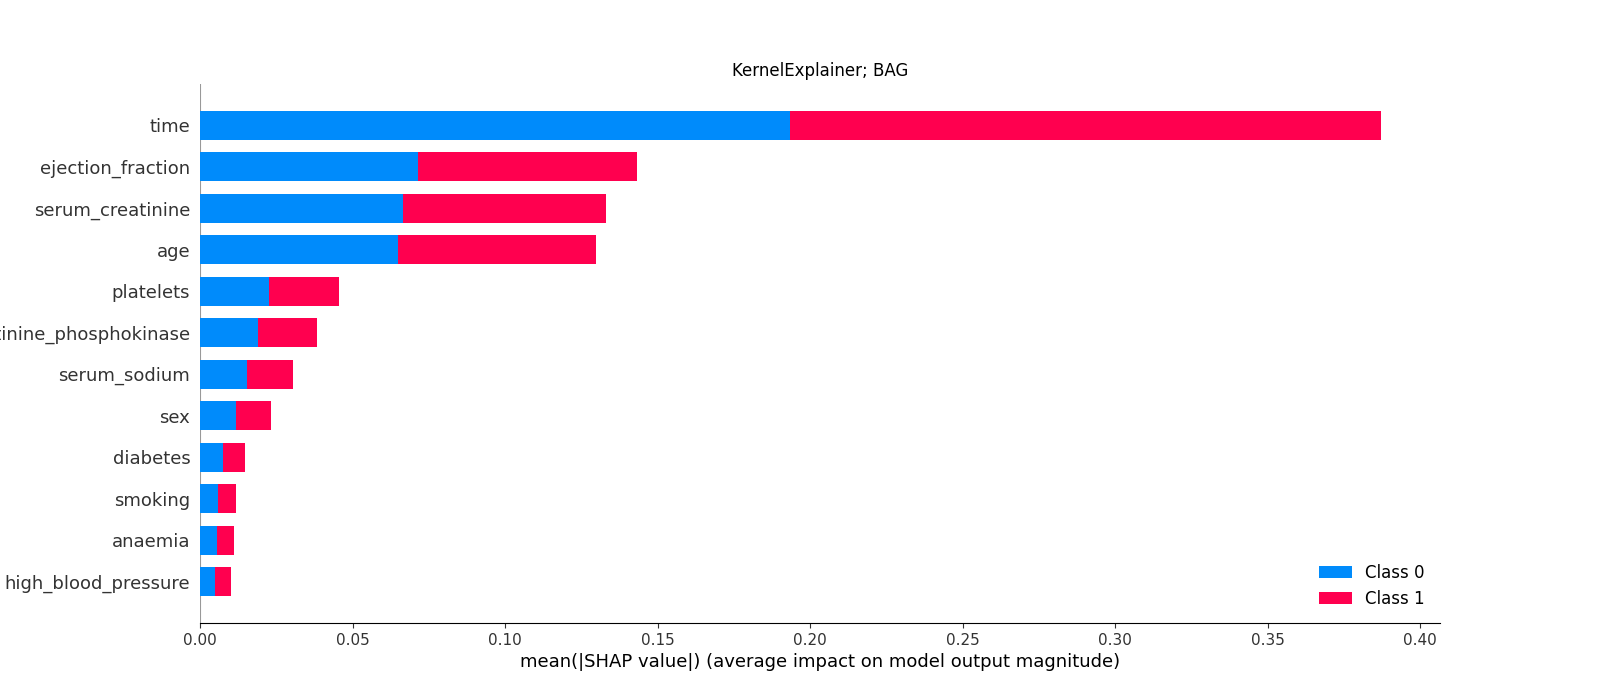 KernelExplainer; BAG
time
ejection_fraction
serum_creatinine
age
platelets
tinine_phosphokinase
serum_sodium
sex
diabetes
smoking
anaemia
high_blood_pressure
Class 0
Class 1
0.00 0.05 0.10 0.15 0.20 0.25 0.30 0.35 0.40
mean(|SHAP value|) (average impact on model output magnitude)